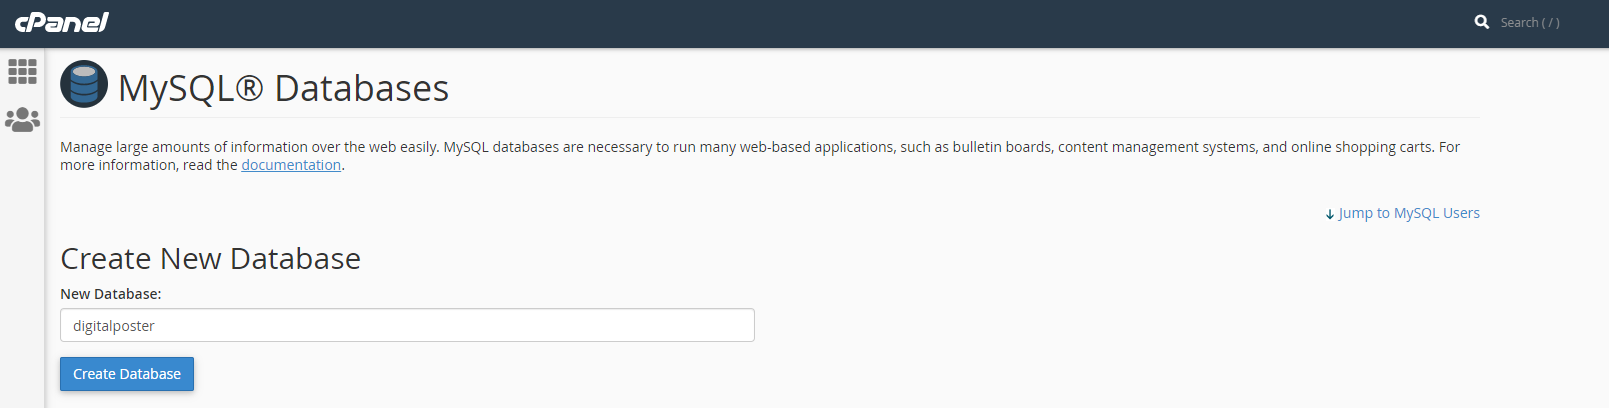 cPanel
Search ( / )
MySQL® Databases
Manage large amounts of information over the web easily. MySQL databases are necessary to run many web-based applications, such as bulletin boards, content management systems, and online shopping carts. For
more information, read the documentation.
Jump to MySQL Users
Create New Database
New Database:
digitalposter
Create Database